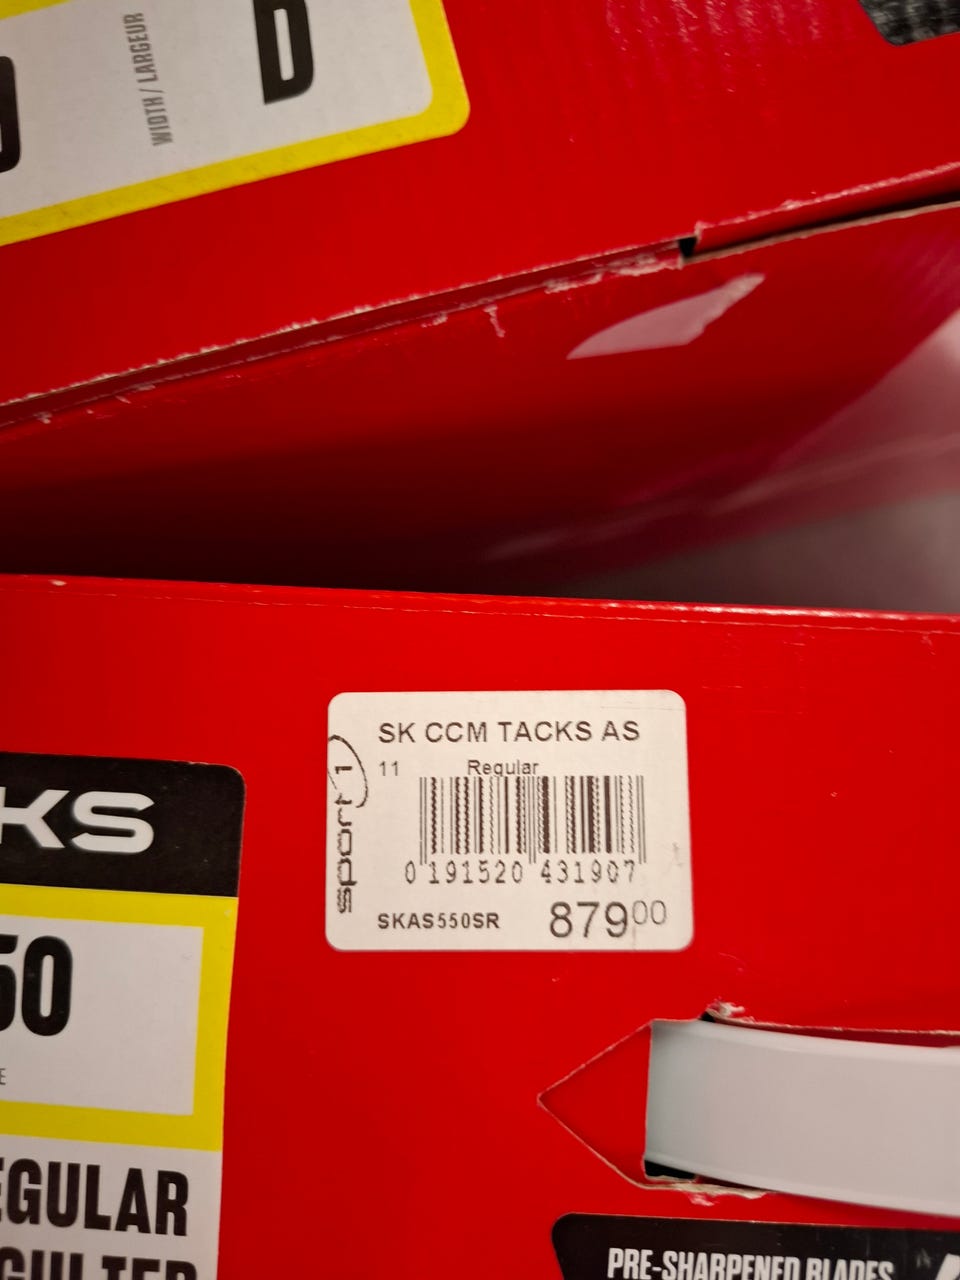 WIDTH / LARGEUR
D
SK CCM TACKS AS
11 Regular
sport 1
0 191520 431907
SKAS550SR 87900
KS
50
E
EGULAR
GULIER
PRE-SHARPENED BLADES